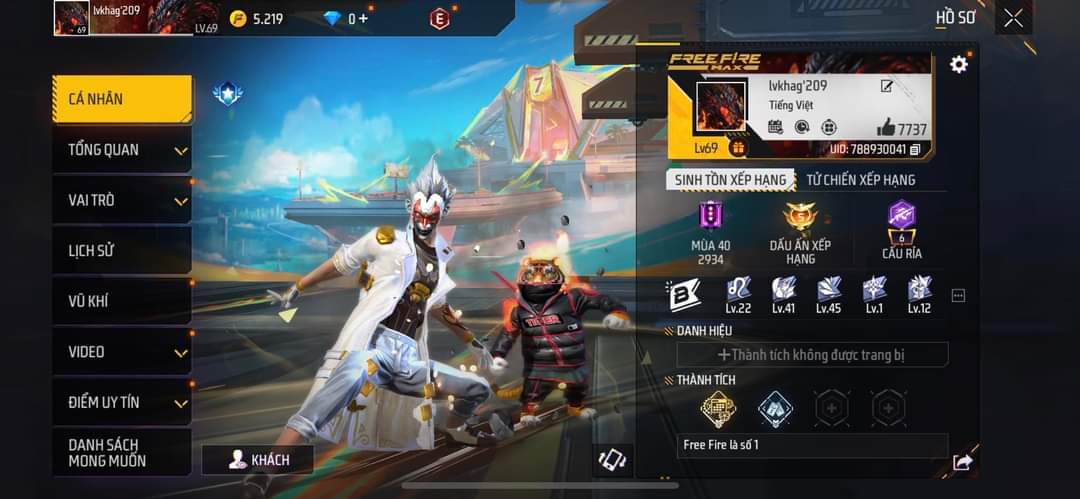 lvkhag'209
69
LV.69
5.219
0+
E
HỒ SƠ
CÁ NHÂN
TỔNG QUAN
VAI TRÒ
LỊCH SỬ
VŨ KHÍ
VIDEO
ĐIỂM UY TÍN
DANH SÁCH
MONG MUỐN
7
TIGER
KHÁCH
FREE FIRE
MAX
lvkhag'209
Tiếng Việt
7737
Lv69
UID: 788930041
SINH TỒN XẾP HẠNG
TỬ CHIẾN XẾP HẠNG
MÙA 40
2934
5
DẤU ẤN XẾP
HẠNG
6
CẦU RÌA
B
Lv.22
Lv.41
Lv.45
Lv.1
Lv.12
DANH HIỆU
+Thành tích không được trang bị
THÀNH TÍCH
Free Fire là số 1